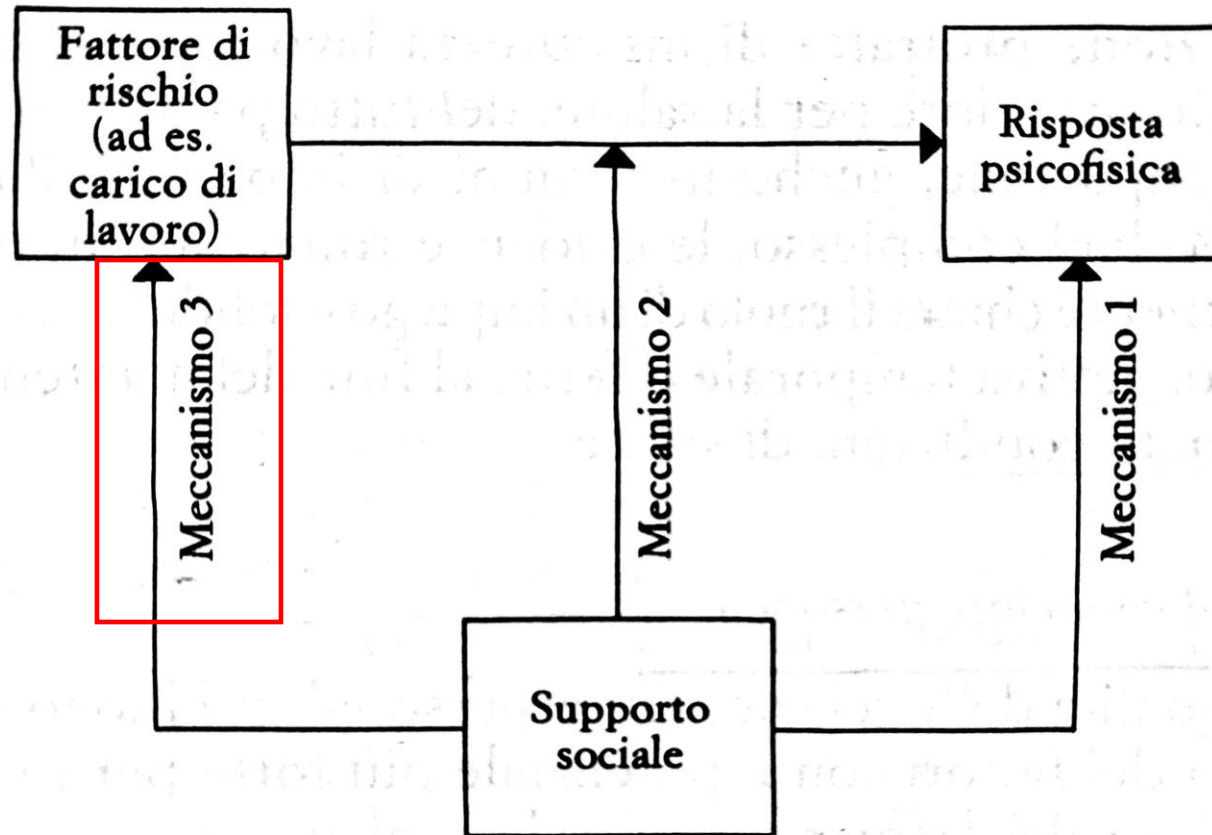 Fattore di
rischio
(ad es.
carico di
lavoro)
Risposta
psicofisica
Meccanismo 3
Meccanismo 2
Meccanismo 1
Supporto
sociale